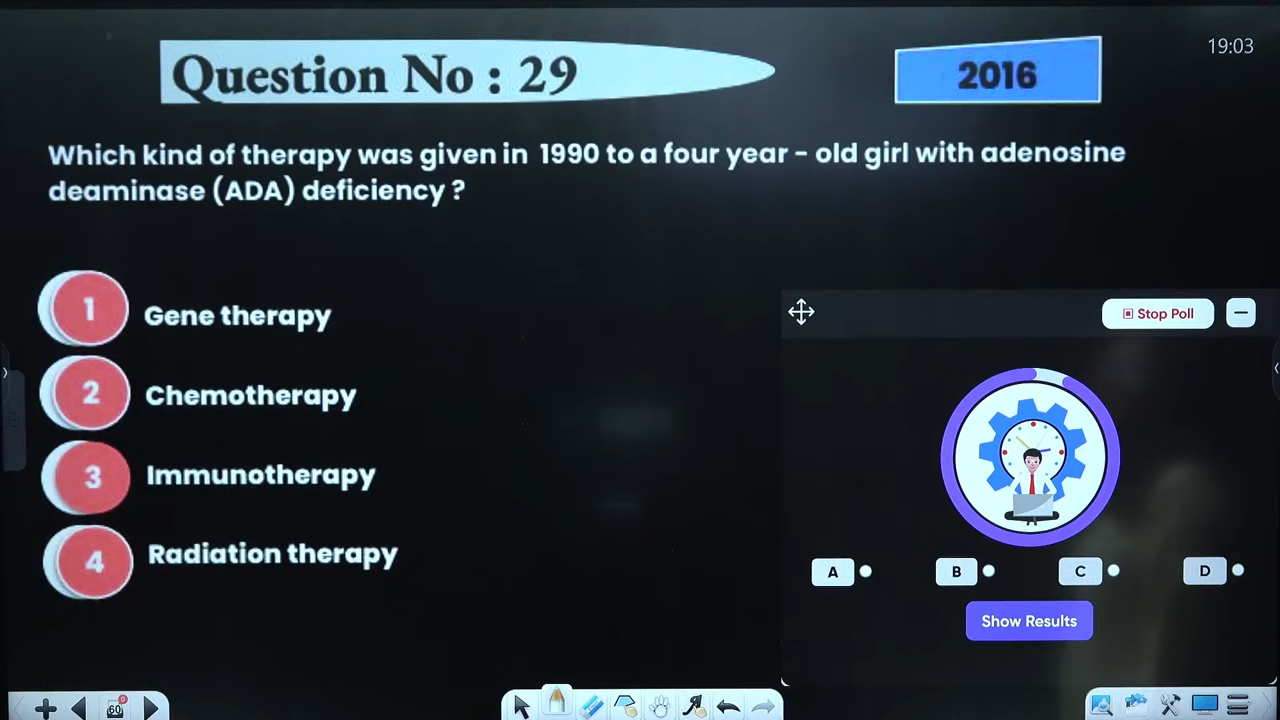 Question No : 29
2016
19:03
Which kind of therapy was given in 1990 to a four year - old girl with adenosine
deaminase (ADA) deficiency ?
1 Gene therapy
2 Chemotherapy
3 Immunotherapy
4 Radiation therapy
Stop Poll
A B C D
Show Results
60
0